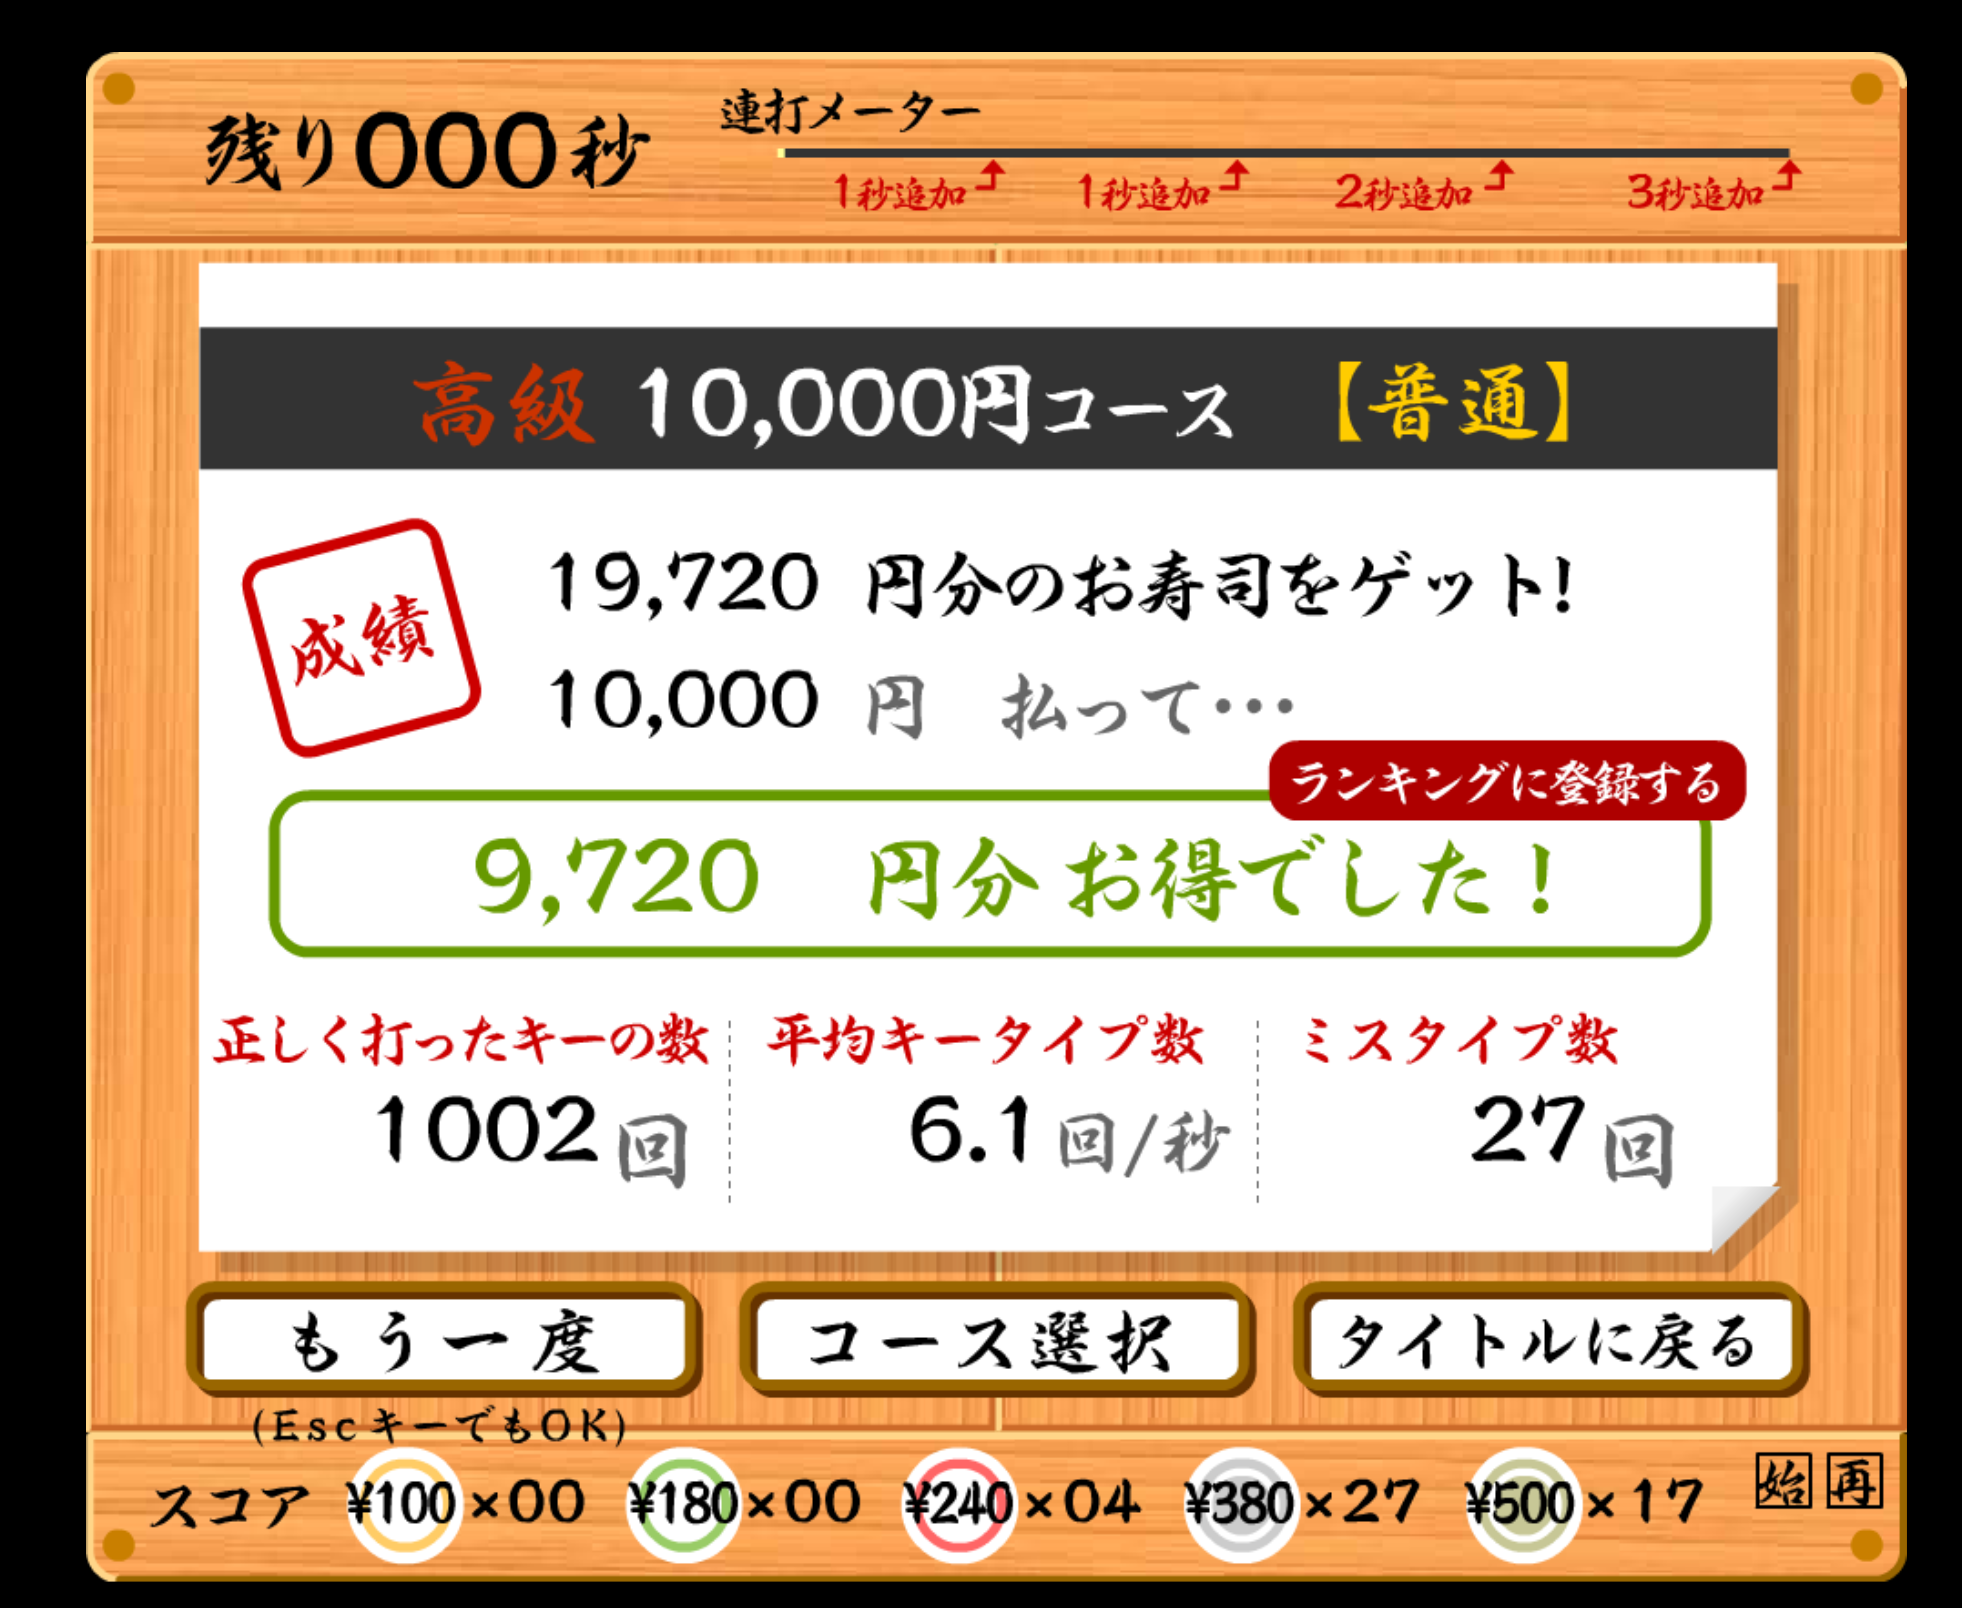 残り000秒
連打メーター
1秒追加 1秒追加 2秒追加 3秒追加
高級 10,000円コース 【普通】
成績
19,720 円分のお寿司をゲット!
10,000 円 払って…
ランキングに登録する
9,720 円分 お得でした！
正しく打ったキーの数 平均キータイプ数 ミスタイプ数
1002回 6.1回/秒 27回
もう一度 コース選択 タイトルに戻る
(EscキーでもOK)
スコア ¥100×00 ¥180×00 ¥240×04 ¥380×27 ¥500×17 始 再